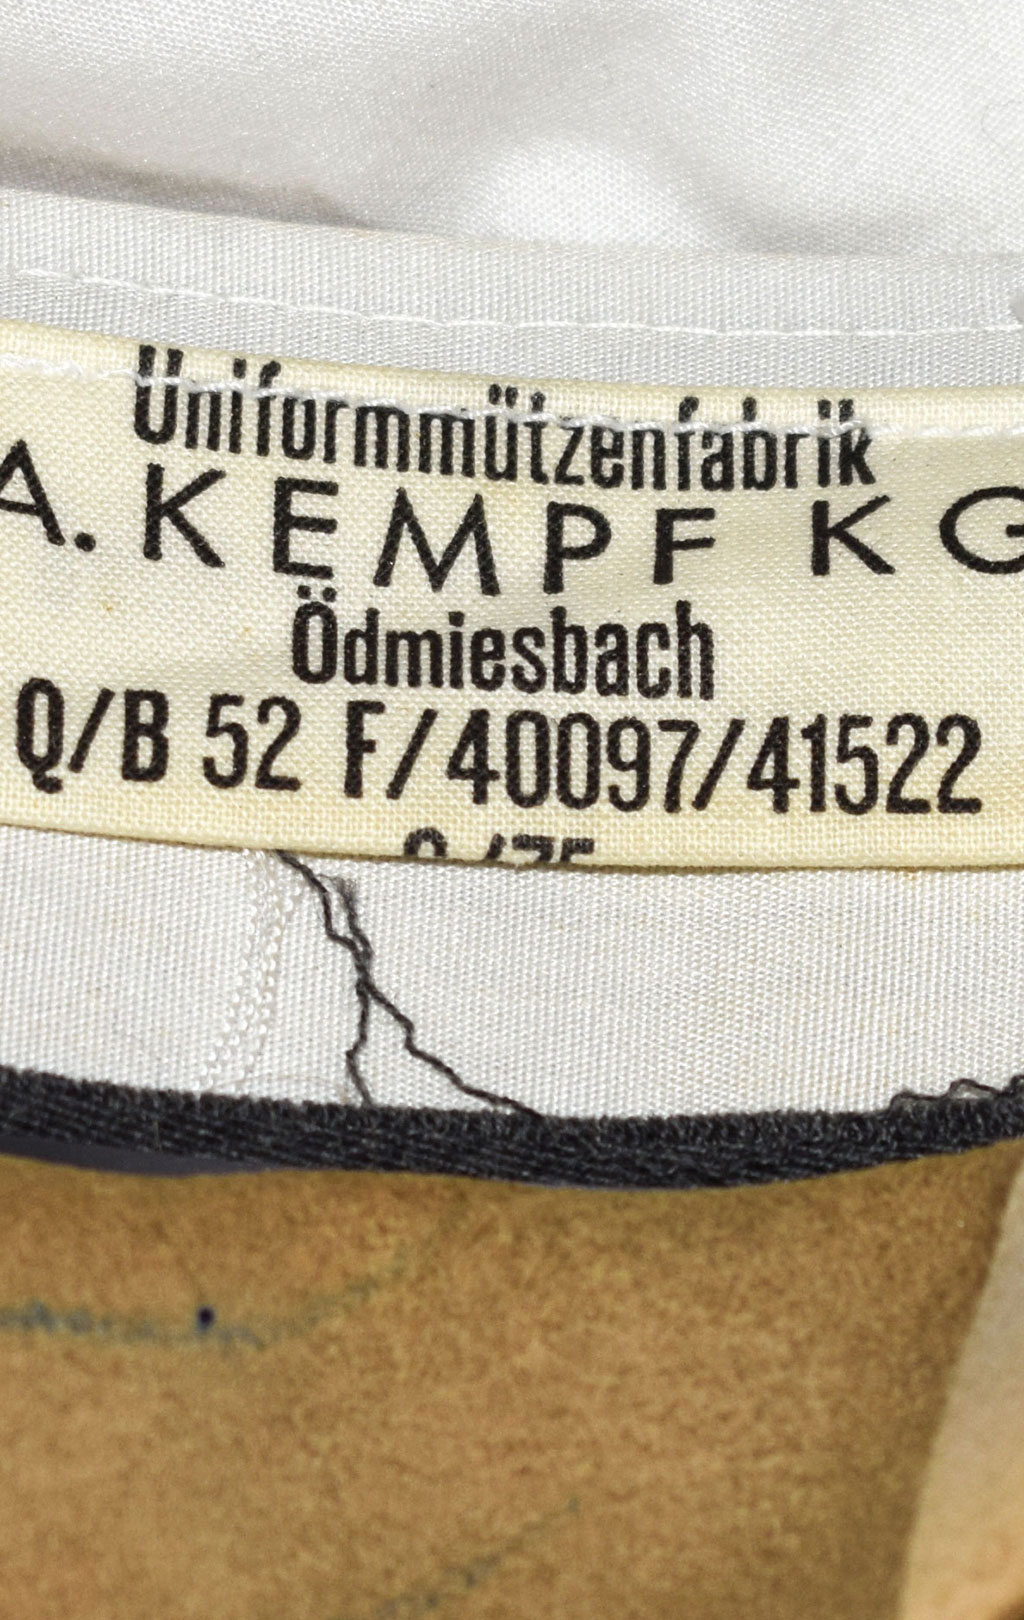 Uniformmützenfabrik
A. KEMPF KG
Ödmiesbach
Q/B 52 F/40097/41522